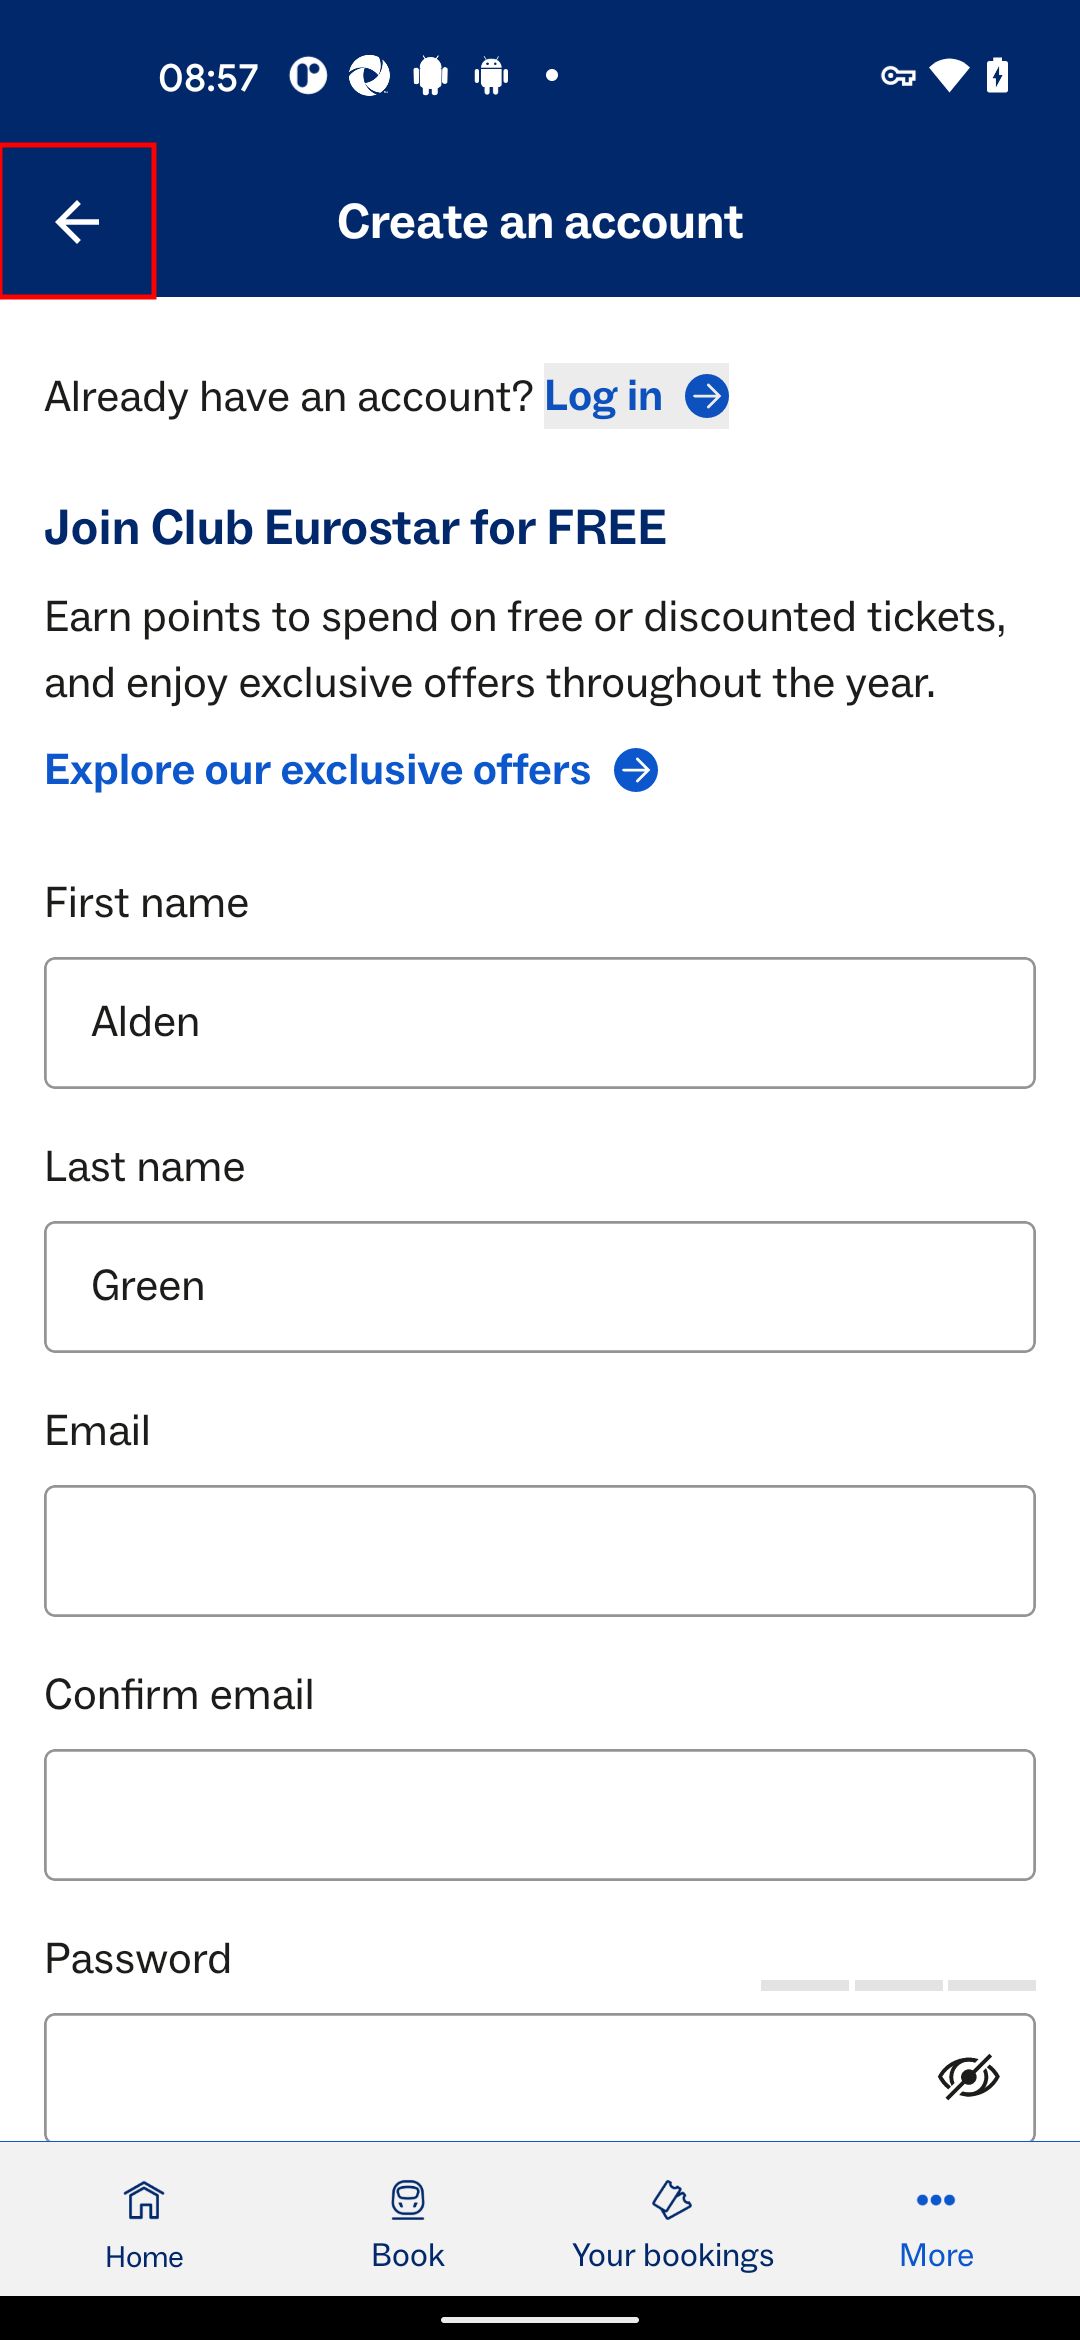 08:57
Create an account
Already have an account? Log in
Join Club Eurostar for FREE
Earn points to spend on free or discounted tickets,
and enjoy exclusive offers throughout the year.
Explore our exclusive offers
First name
Alden
Last name
Green
Email
Confirm email
Password
Home
Book
Your bookings
More